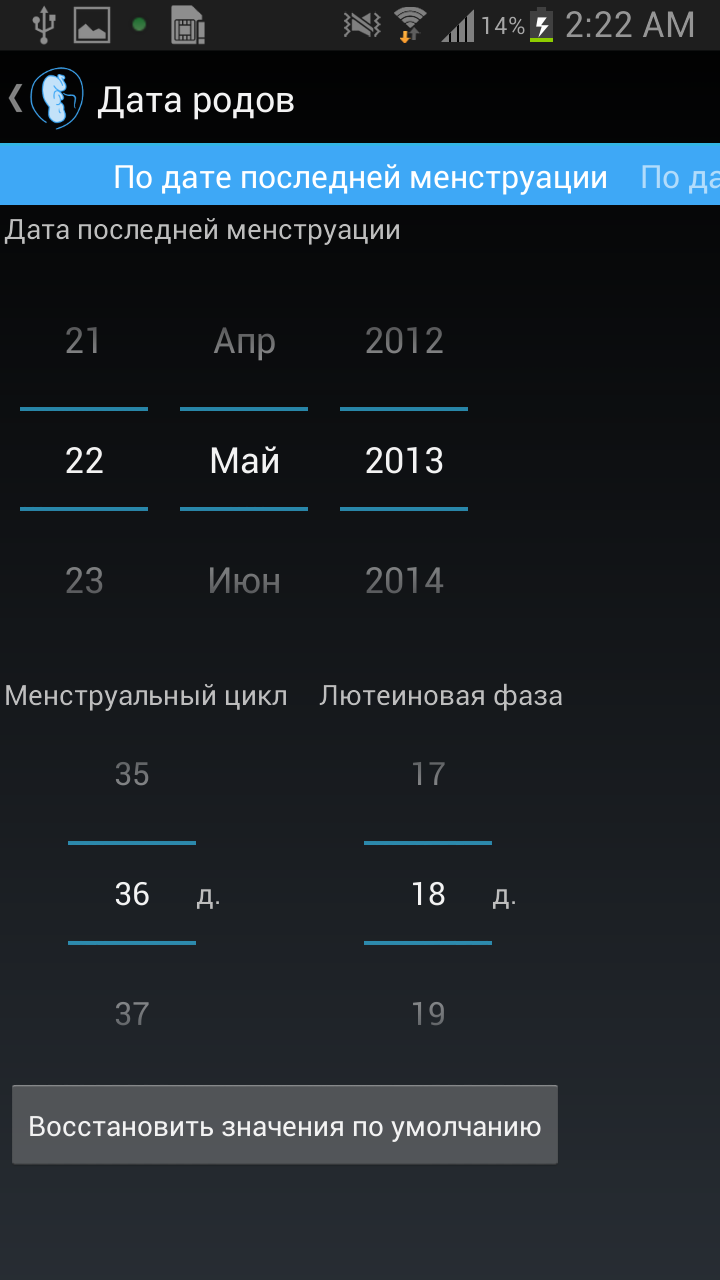 14% 2:22 AM
Дата родов
По дате последней менструации По да
Дата последней менструации
21 Апр 2012
22 Май 2013
23 Июн 2014
Менструальный цикл Лютеиновая фаза
35 17
36 д. 18 д.
37 19
Восстановить значения по умолчанию